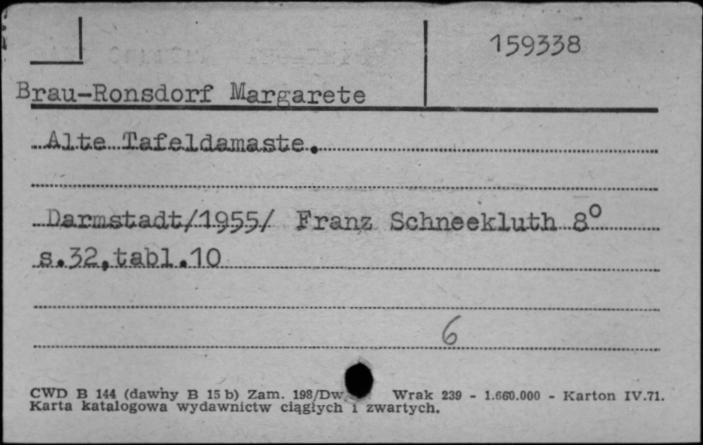 159338
Brau-Ronsdorf Margarete
Alte Tafeldamaste.
Darmstadt/1955/ Franz Schneekluth 8°
s.32,tabl.10
6
CWD B 144 (dawny B 15 b) Zam. 198/Dw Wrak 239 - 1.660.000 - Karton IV.71.
Karta katalogowa wydawnictw ciągłych i zwartych.